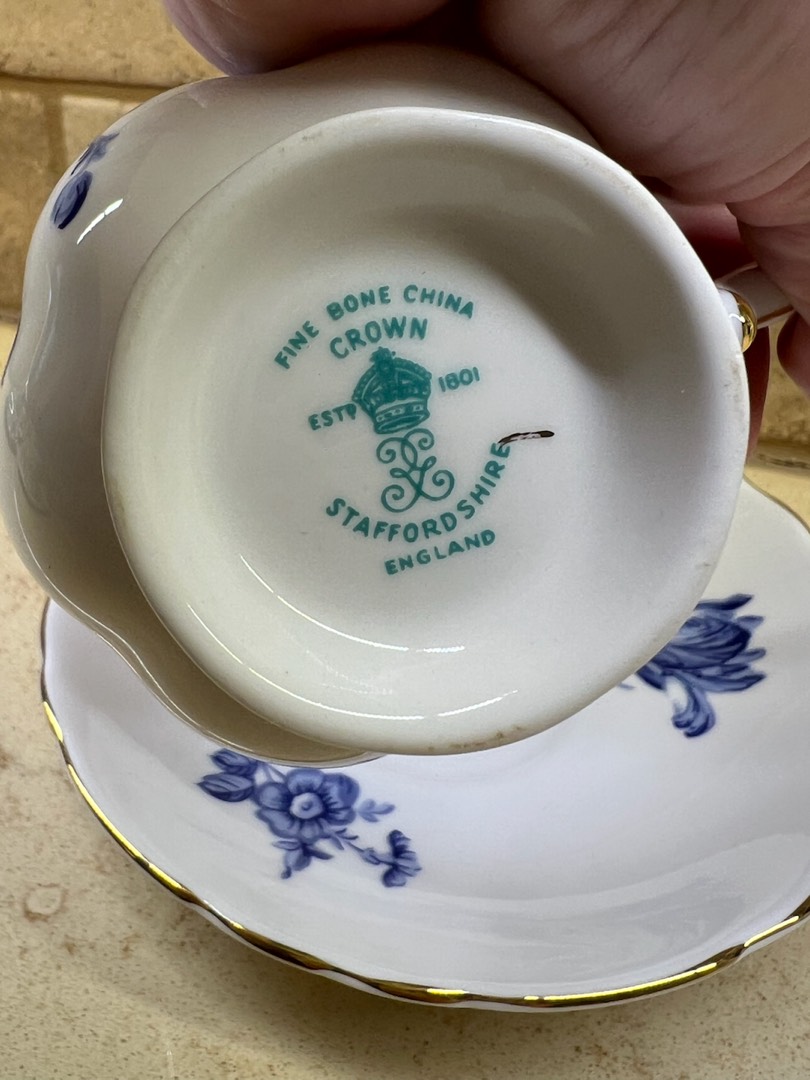 FINE BONE CHINA
CROWN
ESTD 1801
STAFFORDSHIRE
ENGLAND